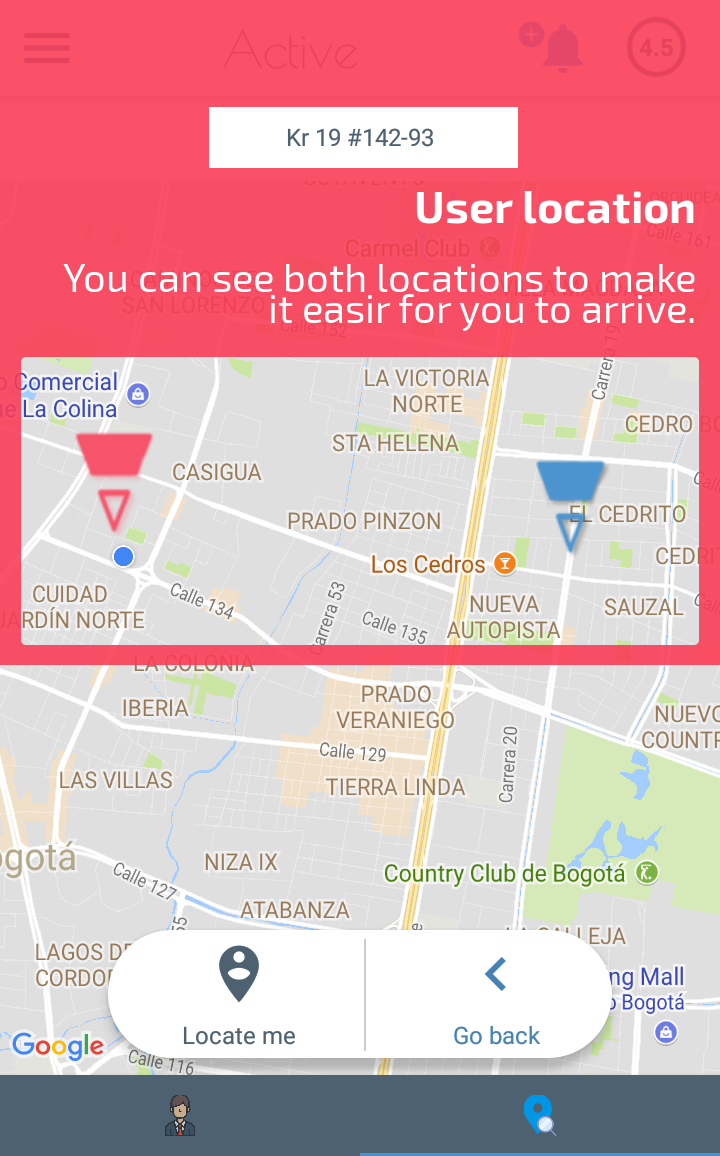 Active
4.5
Kr 19 #142-93
User location
Calle 161
Carmel Club
You can see both locations to make
SAN LORENZO
it easir for you to arrive.
Calle 152
Carrera 19
Comercial
La Colina
LA VICTORIA
NORTE
CEDRO
STA HELENA
CASIGUA
PRADO PINZON
EL CEDRITO
Los Cedros
CUIDAD
JARDÍN NORTE
Calle 134
Carrera 53
Calle 135
NUEVA
AUTOPISTA
SAUZAL
LA COLONIA
IBERIA
PRADO
VERANIEGO
NUEVO
COUNTR
Calle 129
Carrera 20
LAS VILLAS
TIERRA LINDA
ogotá
NIZA IX
Country Club de Bogotá
Calle 127
ATABANZA
LA CALLEJA
LAGOS DE
CORDO
ng Mall
Bogotá
Locate me
Go back
Google
Calle 116